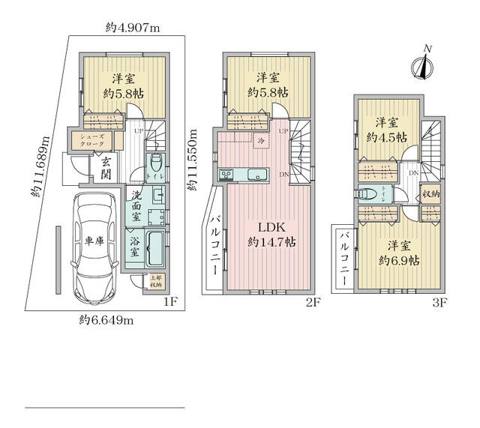 約4.907m
約11.689m
約11.550m
約6.649m
洋室
約5.8帖
UP
シューズ
クローク
玄関
トイレ
洗面室
浴室
車庫
上部
収納
1F
洋室
約5.8帖
UP
冷
DN
LDK
約14.7帖
バルコニー
2F
N
洋室
約4.5帖
DN
トイレ
収納
洋室
約6.9帖
バルコニー
3F